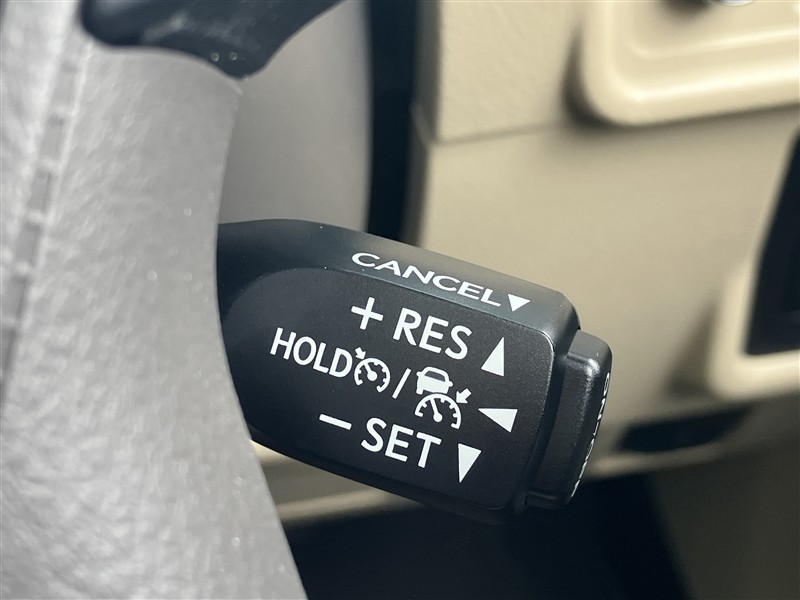 CANCEL▼
+ RES ▲
HOLD / ◀
− SET ▼